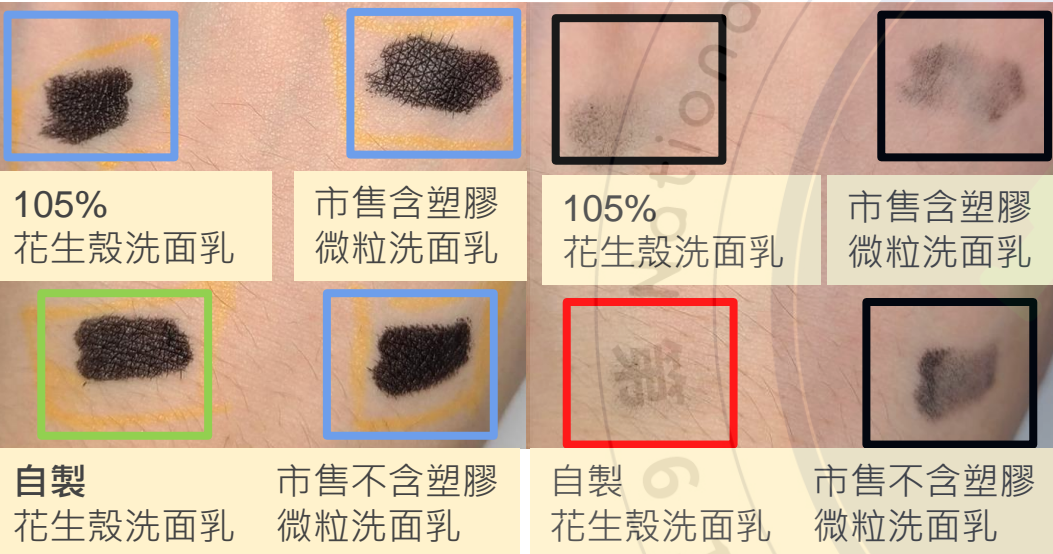 105%
花生殼洗面乳
市售含塑膠
微粒洗面乳
105%
花生殼洗面乳
市售含塑膠
微粒洗面乳
自製
花生殼洗面乳
市售不含塑膠
微粒洗面乳
自製
花生殼洗面乳
市售不含塑膠
微粒洗面乳
National